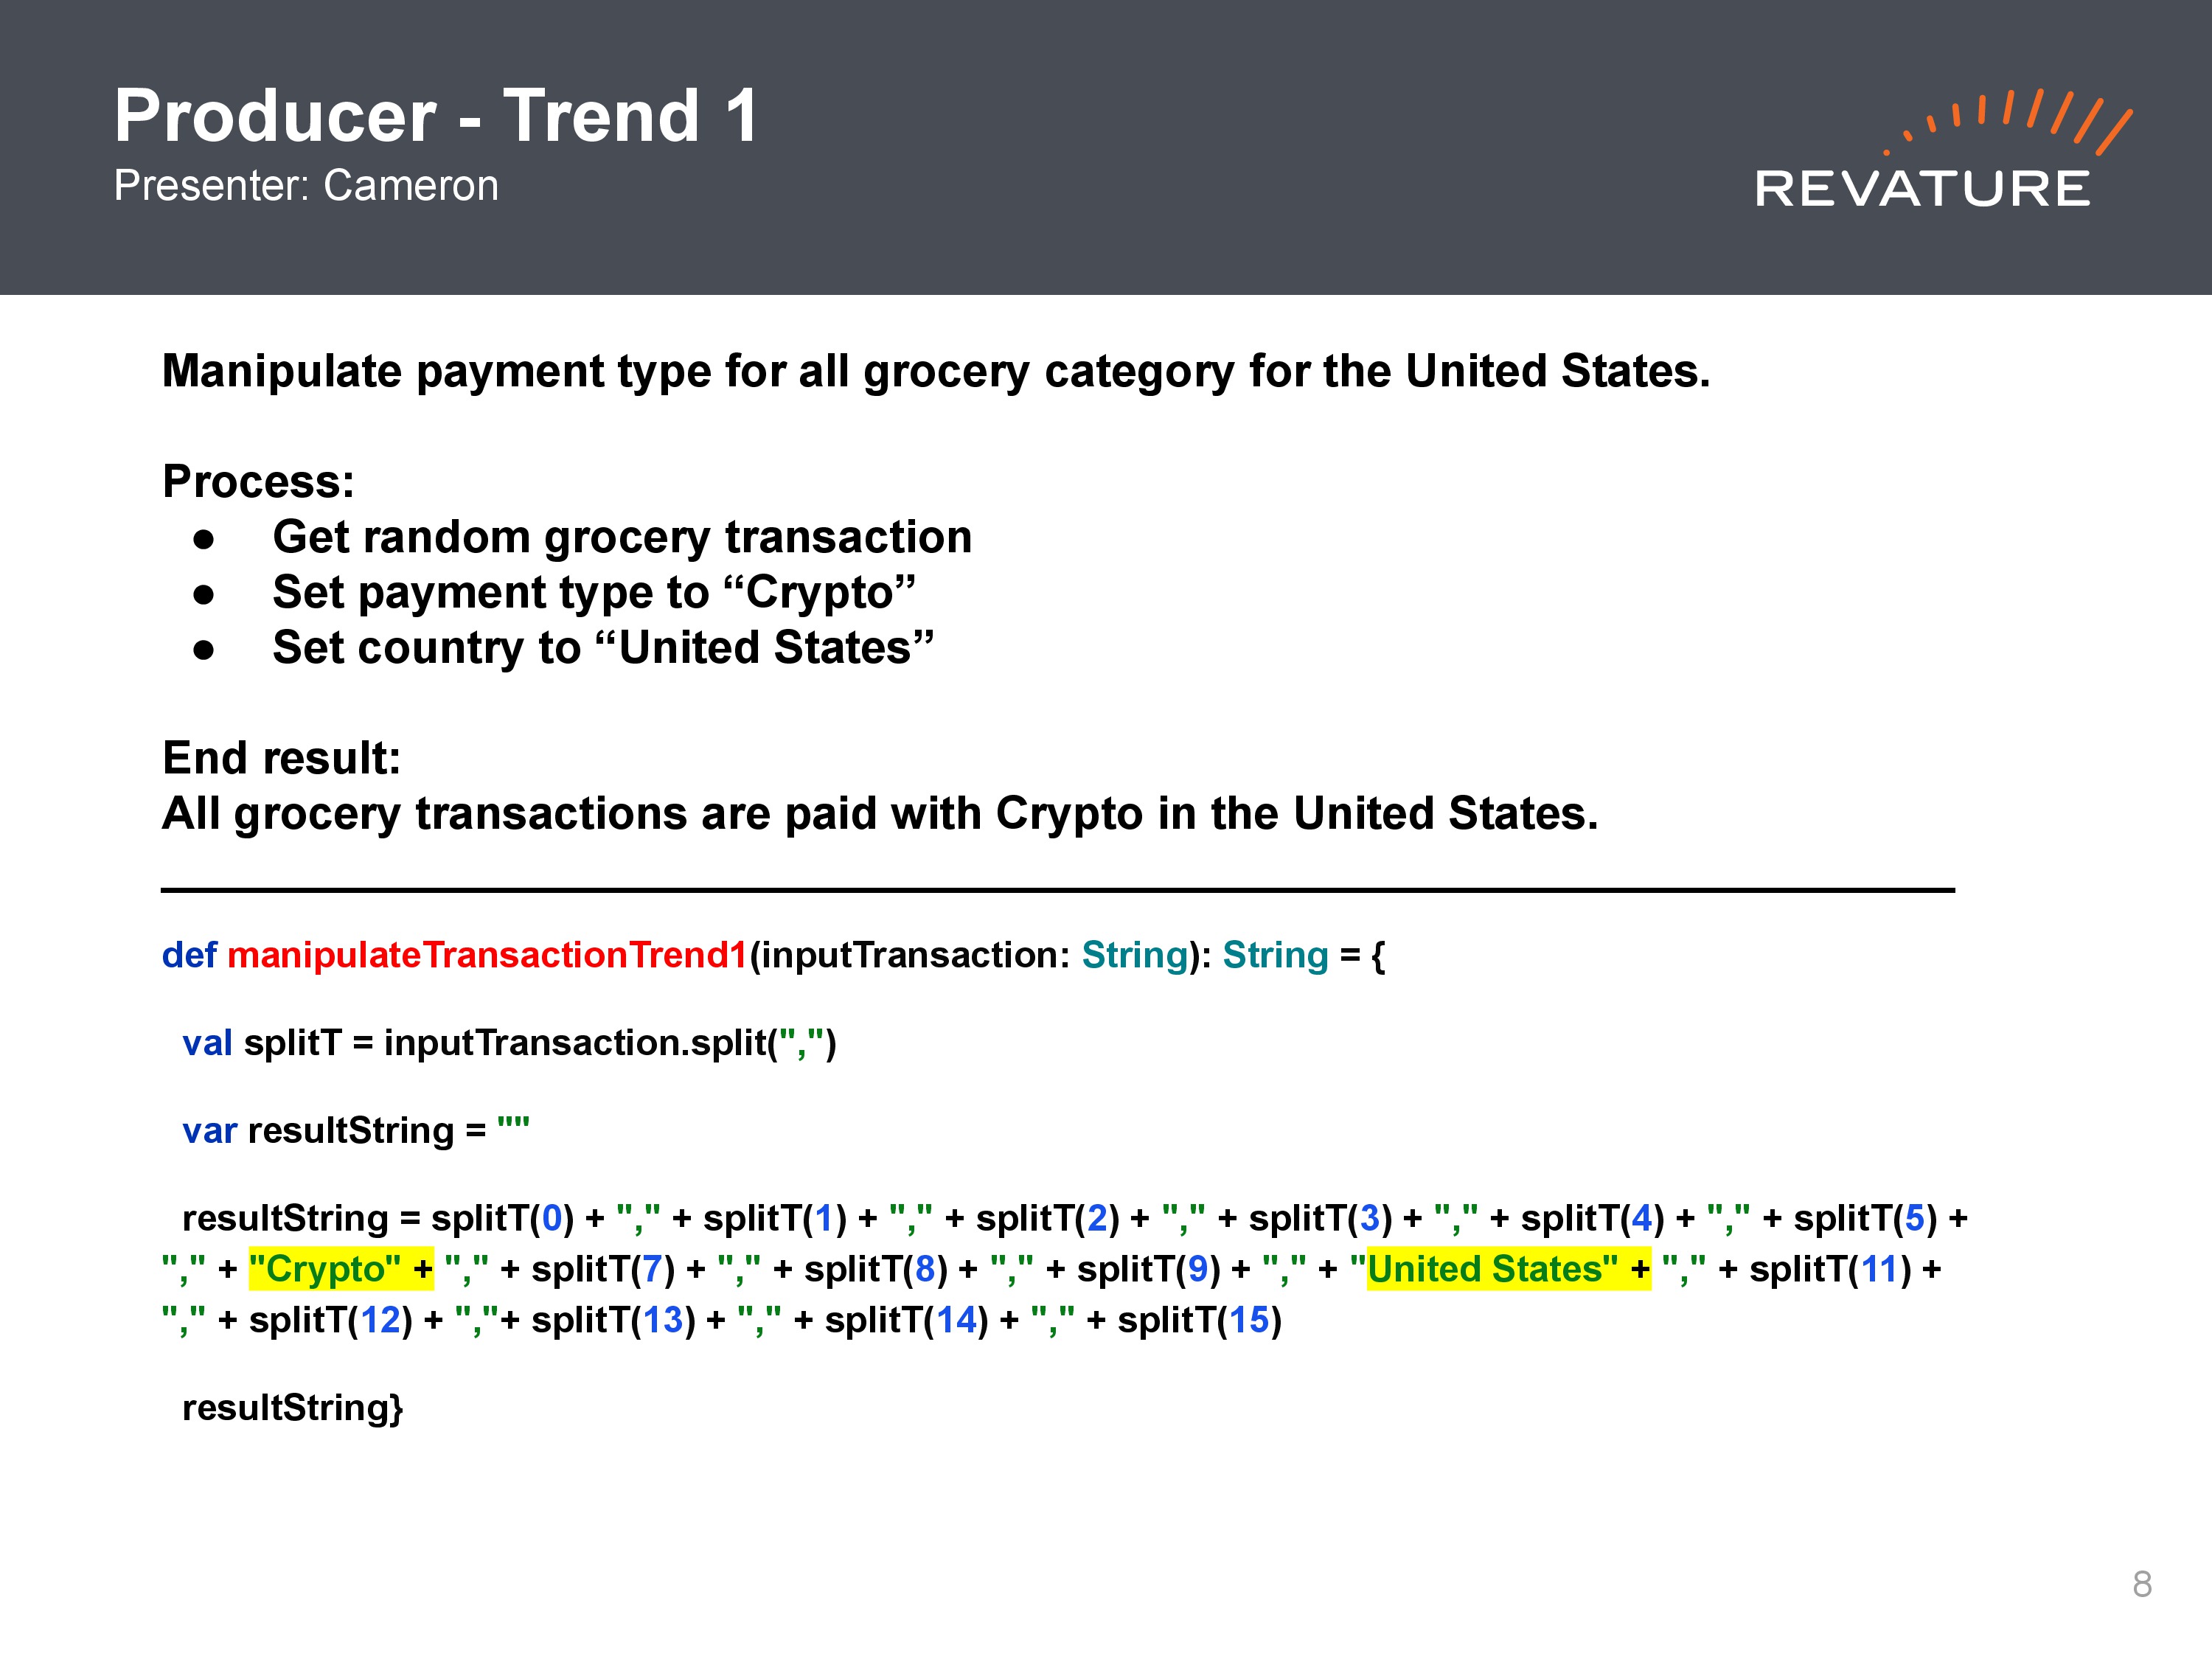 Producer - Trend 1
Presenter: Cameron
REVATURE
Manipulate payment type for all grocery category for the United States.
Process:
● Get random grocery transaction
● Set payment type to “Crypto”
● Set country to “United States”
End result:
All grocery transactions are paid with Crypto in the United States.
def manipulateTransactionTrend1(inputTransaction: String): String = {
val splitT = inputTransaction.split(",")
var resultString = ""
resultString = splitT(0) + "," + splitT(1) + "," + splitT(2) + "," + splitT(3) + "," + splitT(4) + "," + splitT(5) +
"," + "Crypto" + "," + splitT(7) + "," + splitT(8) + "," + splitT(9) + "," + "United States" + "," + splitT(11) +
"," + splitT(12) + ","+ splitT(13) + "," + splitT(14) + "," + splitT(15)
resultString}
8